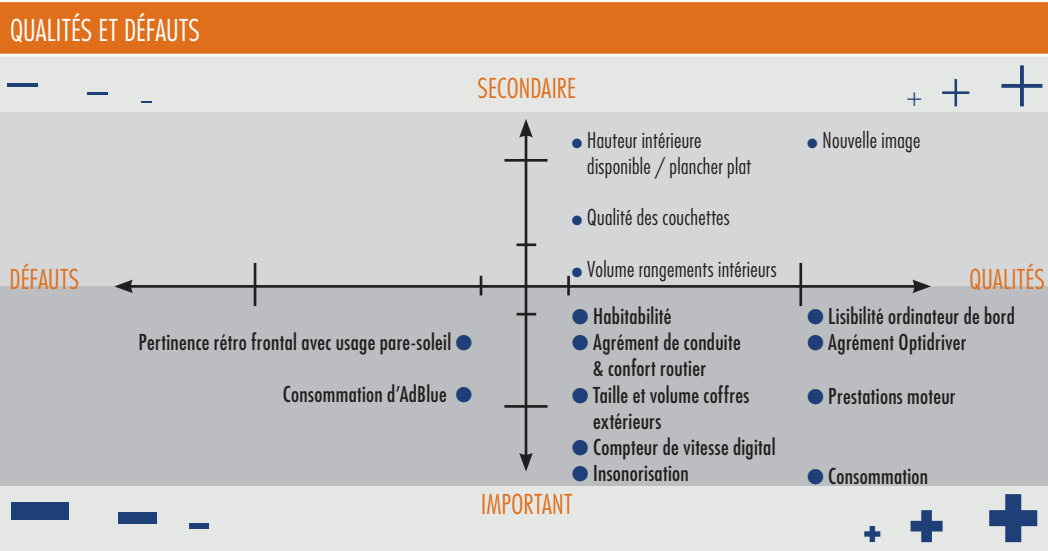 QUALITÉS ET DÉFAUTS
SECONDAIRE
Hauteur intérieure
disponible / plancher plat
Nouvelle image
Qualité des couchettes
Volume rangements intérieurs
DÉFAUTS
QUALITÉS
Habitabilité
Lisibilité ordinateur de bord
Pertinence rétro frontal avec usage pare-soleil
Agrément de conduite
& confort routier
Agrément Optidriver
Consommation d'AdBlue
Taille et volume coffres
extérieurs
Prestations moteur
Compteur de vitesse digital
Insonorisation
Consommation
IMPORTANT